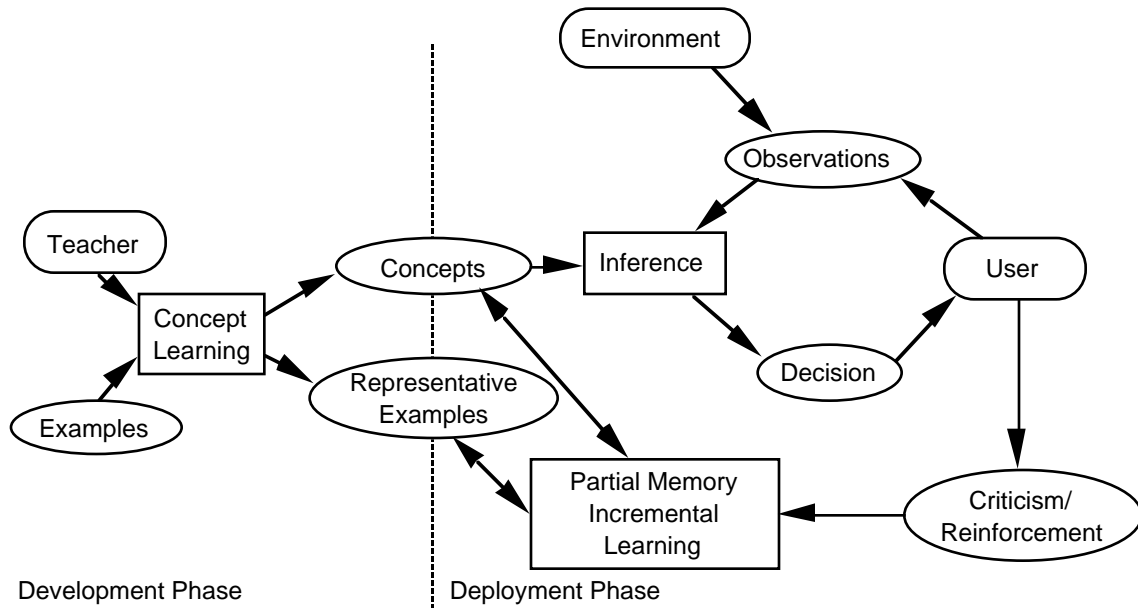 Environment
Observations
Teacher
Concepts
Inference
User
Concept
Learning
Representative
Examples
Decision
Examples
Partial Memory
Incremental
Learning
Criticism/
Reinforcement
Development Phase
Deployment Phase